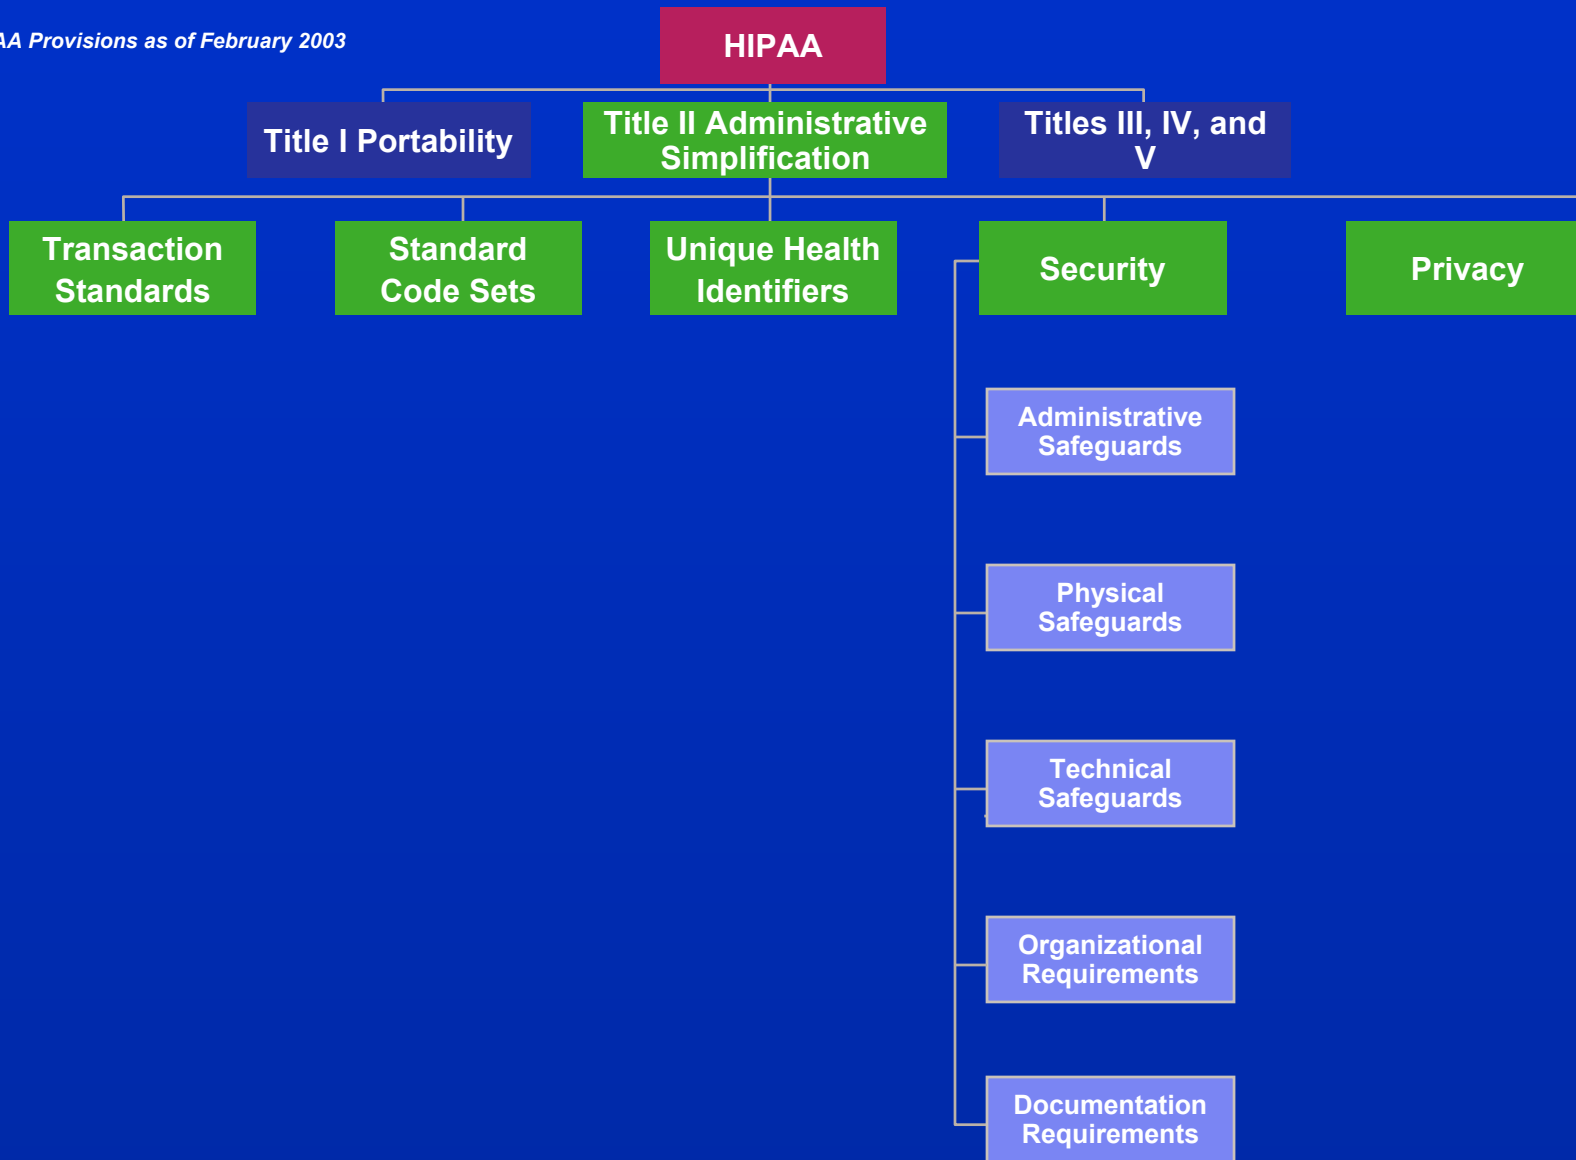 AA Provisions as of February 2003
HIPAA
Title I Portability
Title II Administrative
Simplification
Titles III, IV, and
V
Transaction
Standards
Standard
Code Sets
Unique Health
Identifiers
Security
Privacy
Administrative
Safeguards
Physical
Safeguards
Technical
Safeguards
Organizational
Requirements
Documentation
Requirements